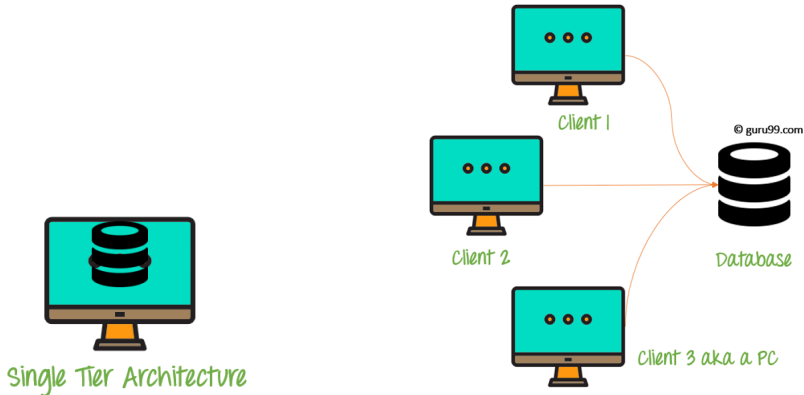 Client 1
© guru99.com
Client 2
Database
Client 3 aka a PC
Single Tier Architecture